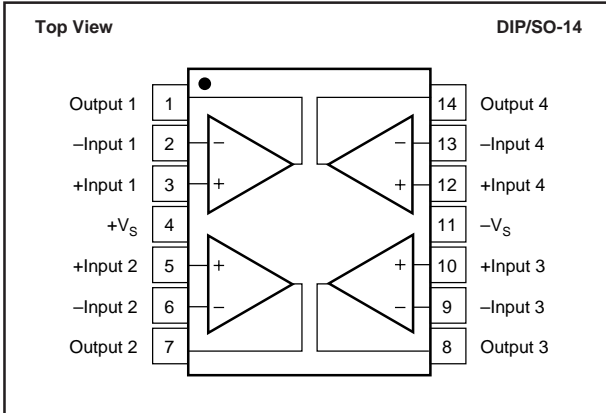 Top View DIP/SO-14
Output 1 1 14 Output 4
–Input 1 2 – – 13 –Input 4
+Input 1 3 + + 12 +Input 4
+VS 4 11 –VS
+Input 2 5 + + 10 +Input 3
–Input 2 6 – – 9 –Input 3
Output 2 7 8 Output 3